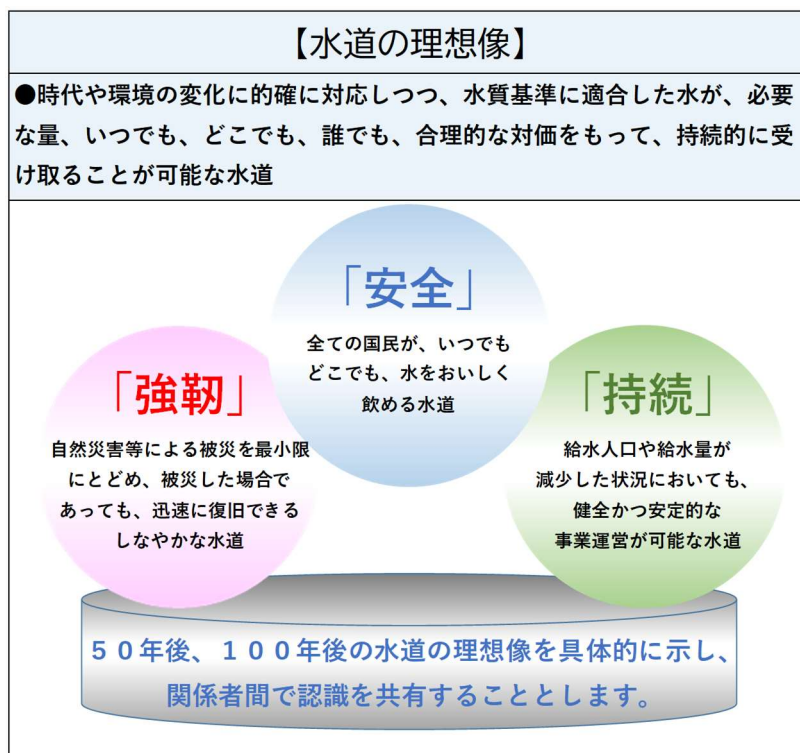 【水道の理想像】
●時代や環境の変化に的確に対応しつつ、水質基準に適合した水が、必要
な量、いつでも、どこでも、誰でも、合理的な対価をもって、持続的に受
け取ることが可能な水道
「安全」
全ての国民が、いつでも
どこでも、水をおいしく
飲める水道
「強靭」
自然災害等による被災を最小限
にとどめ、被災した場合で
あっても、迅速に復旧できる
しなやかな水道
「持続」
給水人口や給水量が
減少した状況においても、
健全かつ安定的な
事業運営が可能な水道
５０年後、１００年後の水道の理想像を具体的に示し、
関係者間で認識を共有することとします。